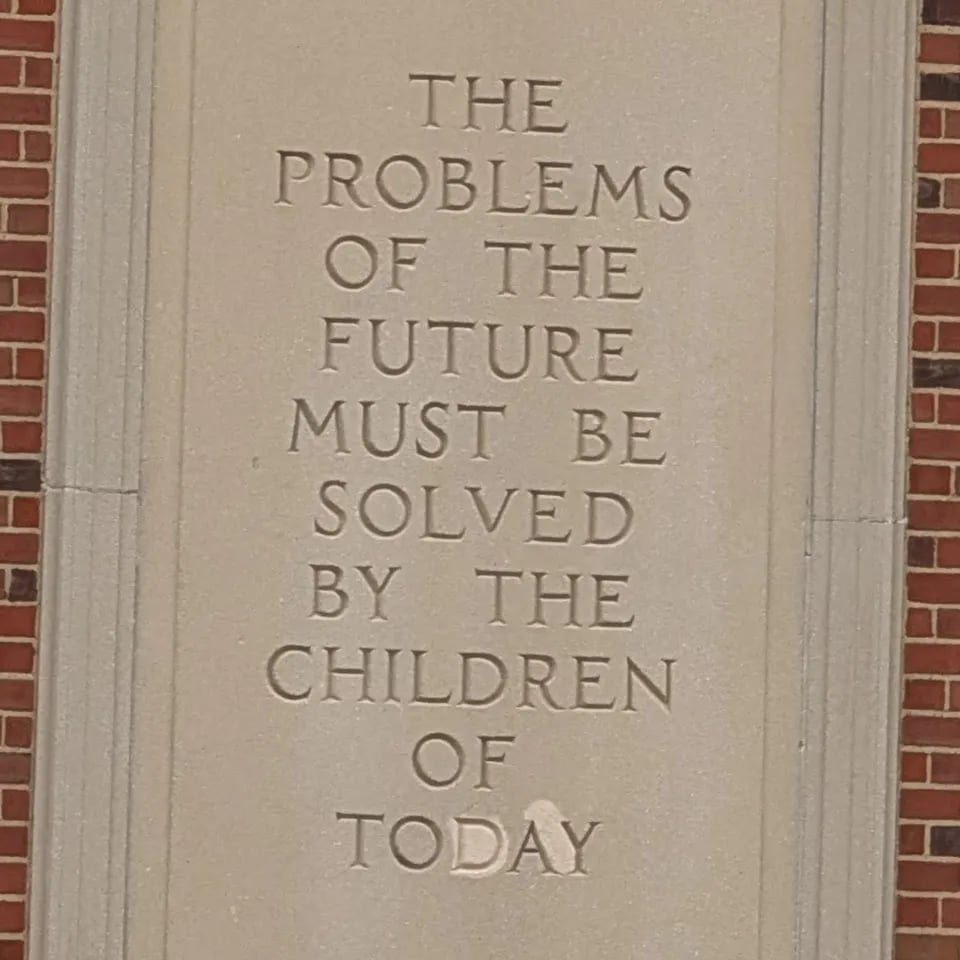 THE
PROBLEMS
OF THE
FUTURE
MUST BE
SOLVED
BY THE
CHILDREN
OF
TODAY